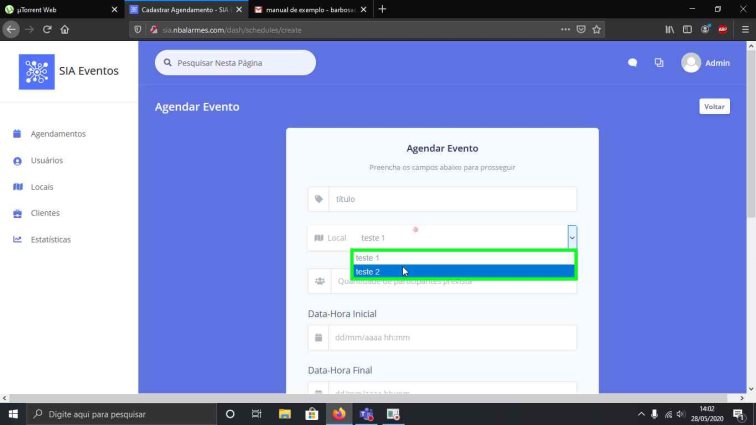 µTorrent Web
Cadastrar Agendamento - SIA
manual de exemplo - barbosa
sia.nbalarmes.com/dash/schedules/create
SIA Eventos
Pesquisar Nesta Página
Admin
Agendar Evento
Voltar
Agendamentos
Usuários
Locais
Clientes
Estatísticas
Agendar Evento
Preencha os campos abaixo para prosseguir
título
Local teste 1
teste 1
teste 2
Quantidade de participantes prevista
Data-Hora Inicial
dd/mm/aaaa hh:mm
Data-Hora Final
dd/mm/aaaa hh:mm
Digite aqui para pesquisar
14:02
28/05/2020